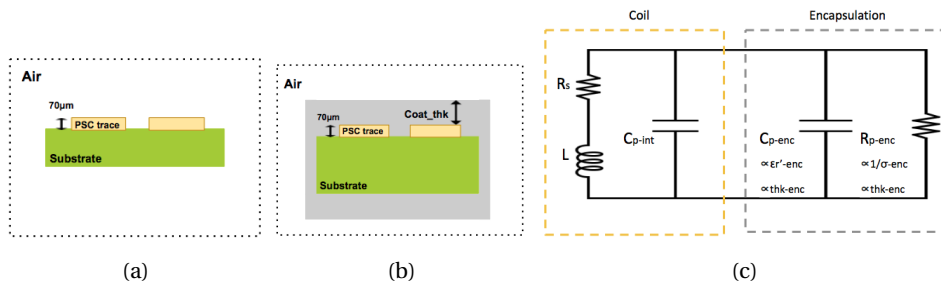 Air
70µm
PSC trace
Substrate
(a)
Air
Coat_thk
70µm
PSC trace
Substrate
(b)
Coil
Encapsulation
Rs
L
Cp-int
Cp-enc
∝εr'-enc
∝thk-enc
Rp-enc
∝1/σ-enc
∝thk-enc
(c)